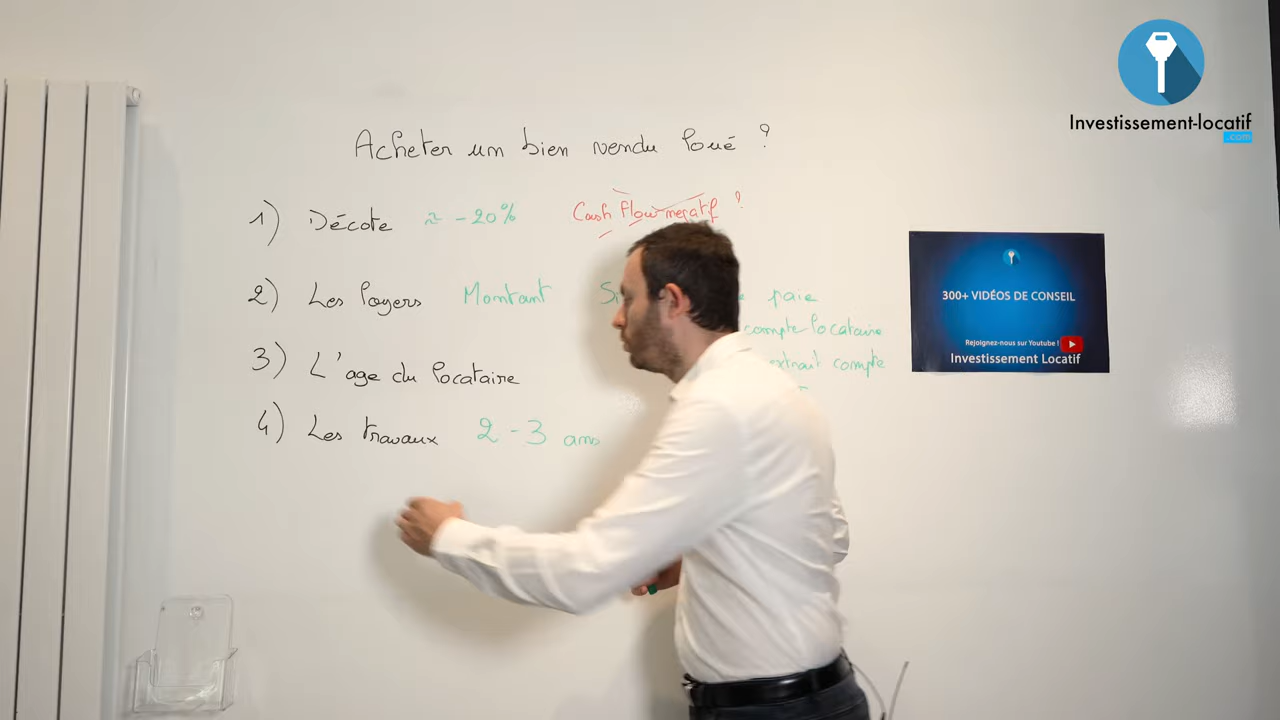 Investissement-locatif
.com
Acheter un bien vendu loué ?
1) Décote ≈ -20% Cash flow negatif ?
2) Les loyers Montant paie
compte locataire
extrait compte
3) L'age du locataire
4) Les travaux 2 - 3 ans
300+ VIDÉOS DE CONSEIL
Rejoignez-nous sur Youtube !
Investissement Locatif